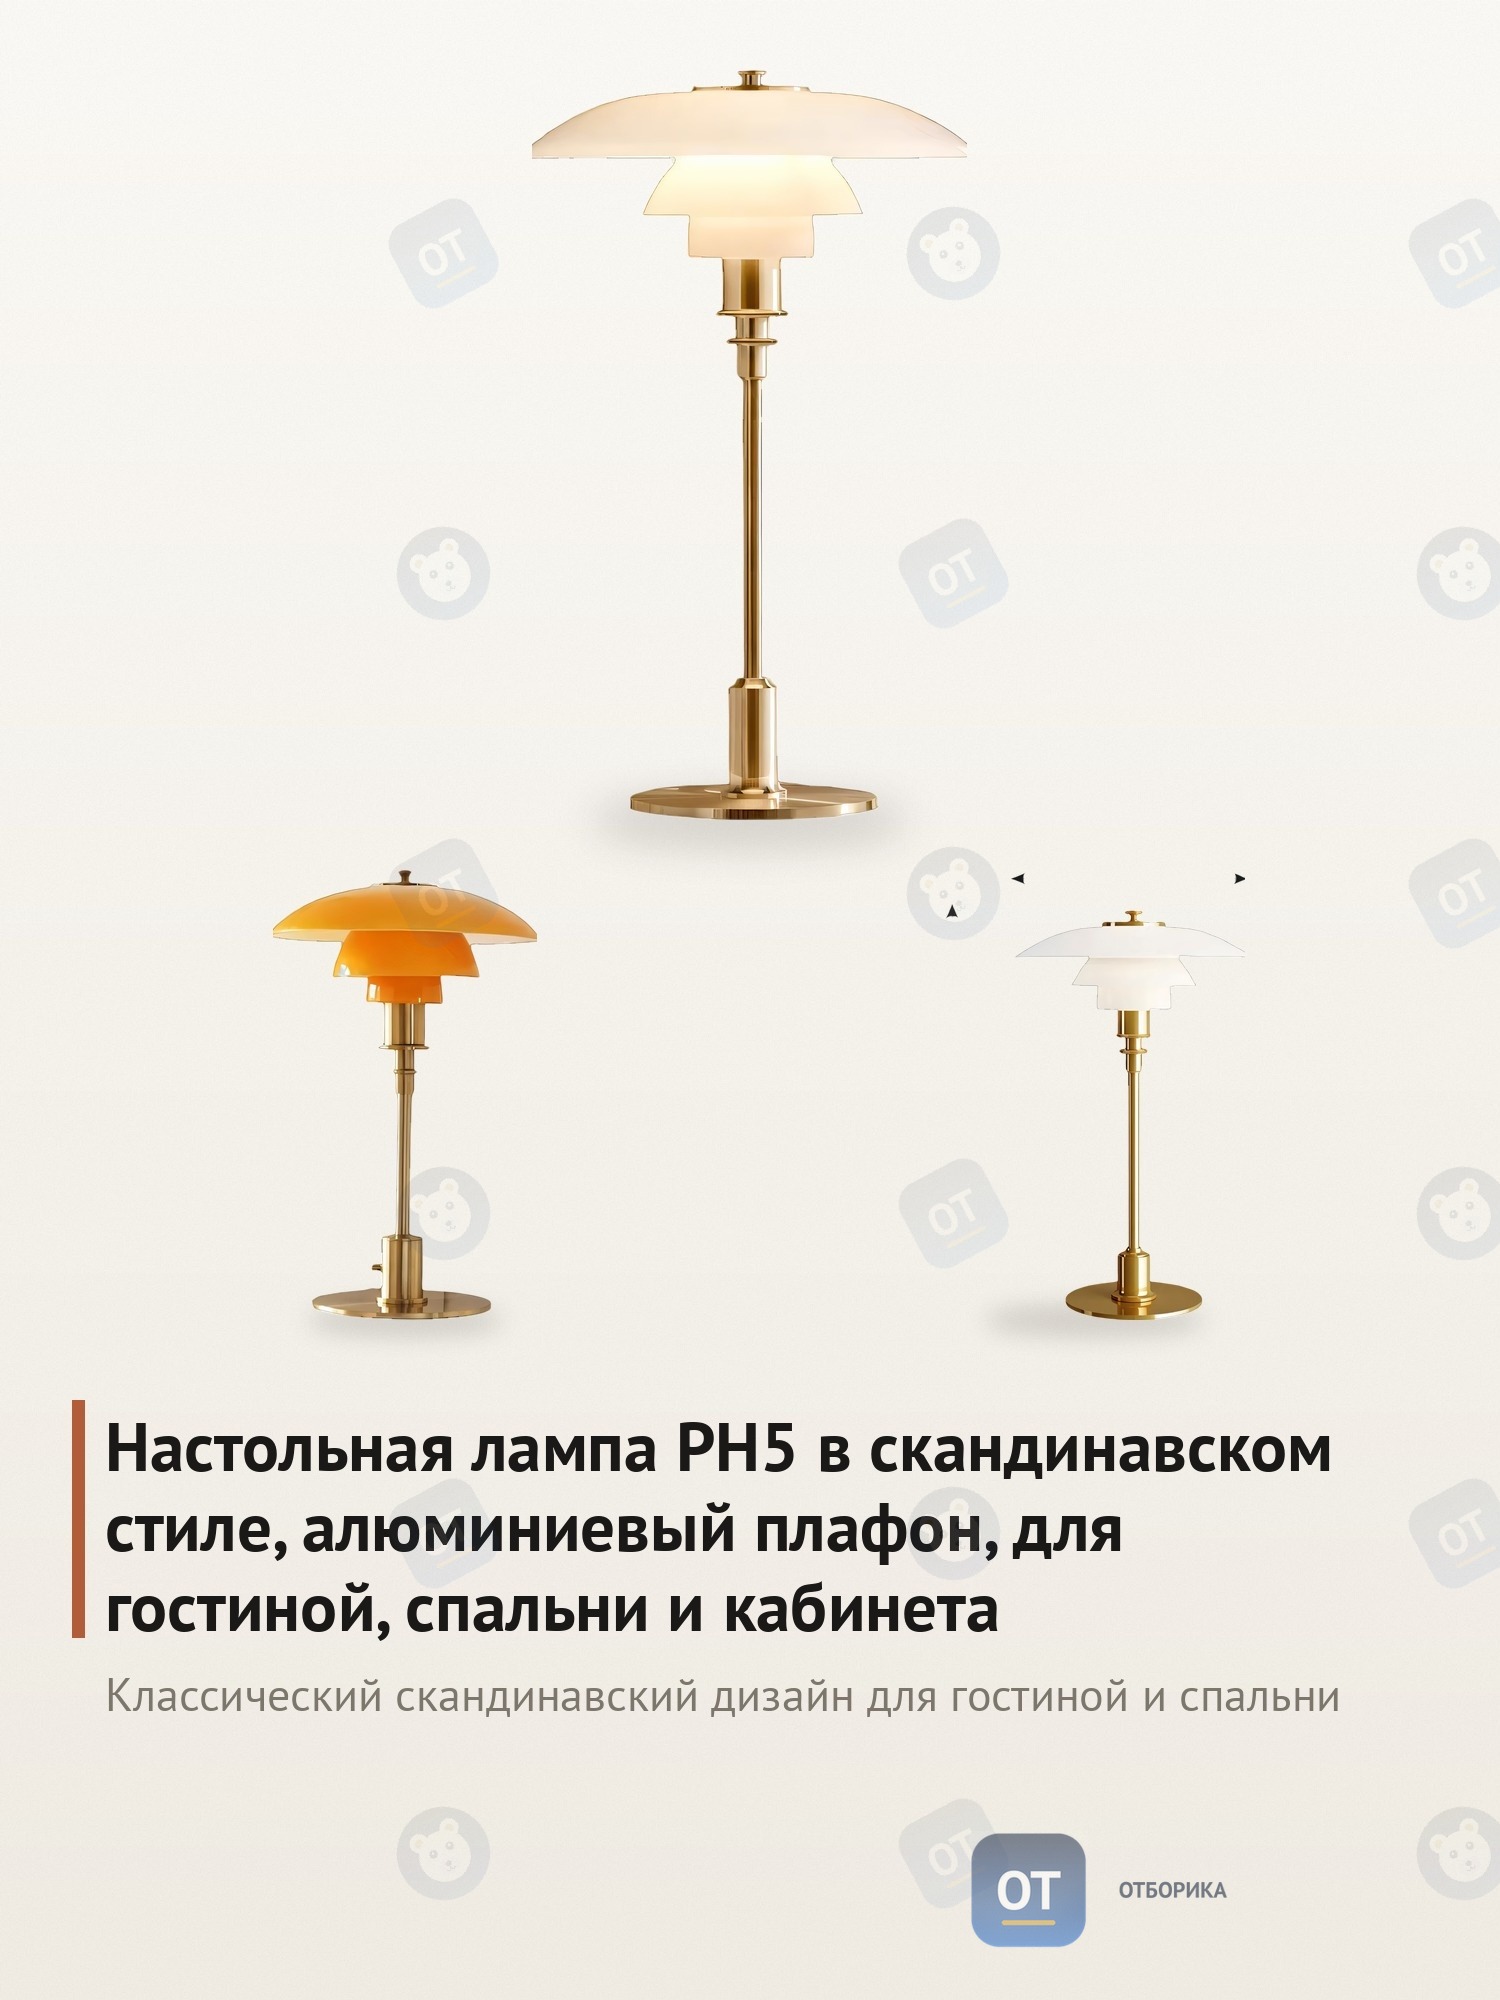 Настольная лампа PH5 в скандинавском
стиле, алюминиевый плафон, для
гостиной, спальни и кабинета
Классический скандинавский дизайн для гостиной и спальни
ОТ
ОТБОРИКА